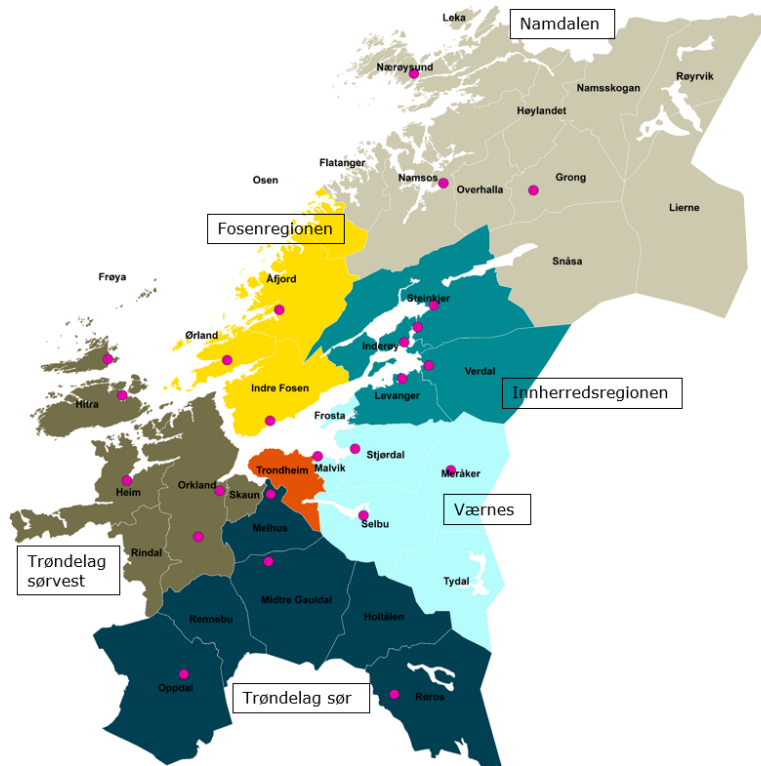 Leka
Namdalen
Nærøysund
Røyrvik
Namsskogan
Høylandet
Flatanger
Osen
Namsos
Overhalla
Grong
Lierne
Fosenregionen
Snåsa
Frøya
Åfjord
Steinkjer
Ørland
Inderøy
Verdal
Indre Fosen
Levanger
Innherredsregionen
Hitra
Frosta
Stjørdal
Trondheim
Malvik
Meråker
Orkland
Heim
Skaun
Værnes
Selbu
Melhus
Rindal
Trøndelag
sørvest
Tydal
Midtre Gauldal
Rennebu
Holtålen
Oppdal
Trøndelag sør
Røros